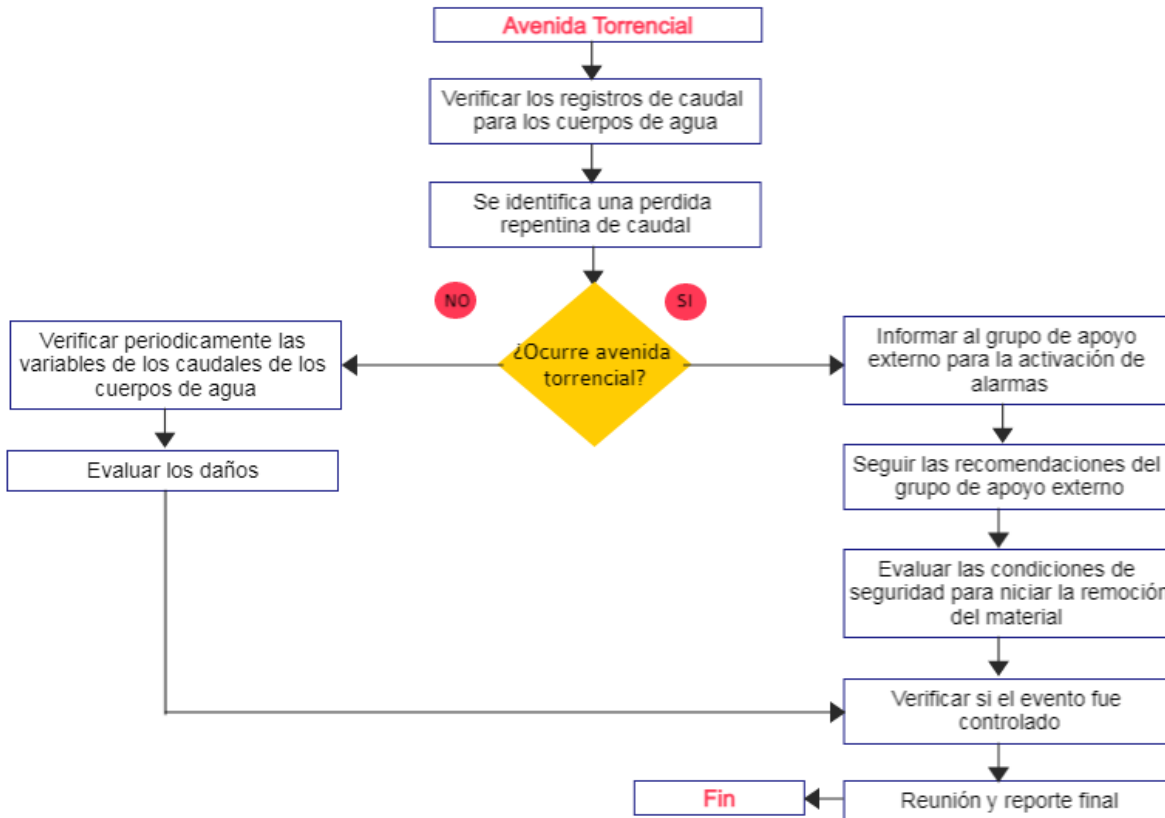 Avenida Torrencial
Verificar los registros de caudal
para los cuerpos de agua
Se identifica una perdida
repentina de caudal
NO
SI
¿Ocurre avenida
torrencial?
Verificar periodicamente las
variables de los caudales de los
cuerpos de agua
Evaluar los daños
Informar al grupo de apoyo
externo para la activación de
alarmas
Seguir las recomendaciones del
grupo de apoyo externo
Evaluar las condiciones de
seguridad para niciar la remoción
del material
Verificar si el evento fue
controlado
Reunión y reporte final
Fin